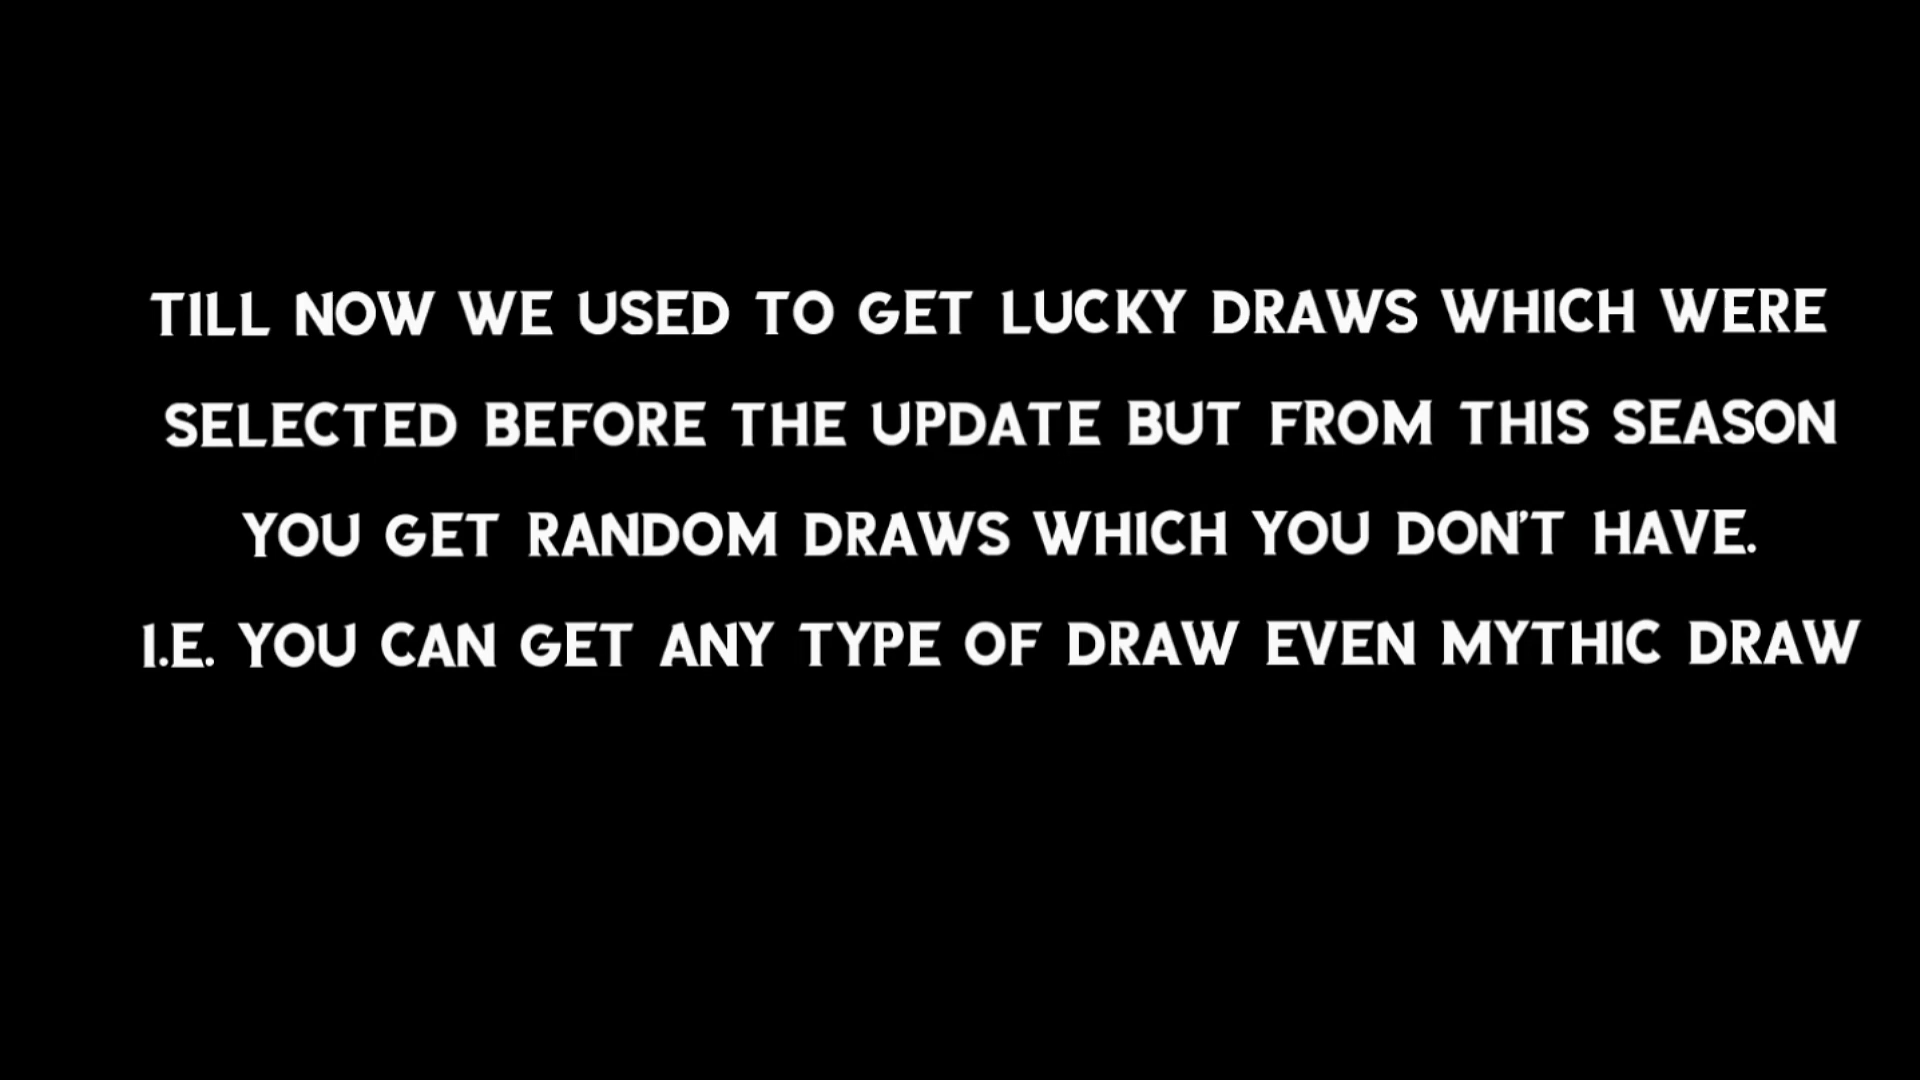 TILL NOW WE USED TO GET LUCKY DRAWS WHICH WERE
SELECTED BEFORE THE UPDATE BUT FROM THIS SEASON
YOU GET RANDOM DRAWS WHICH YOU DON'T HAVE.
I.E. YOU CAN GET ANY TYPE OF DRAW EVEN MYTHIC DRAW